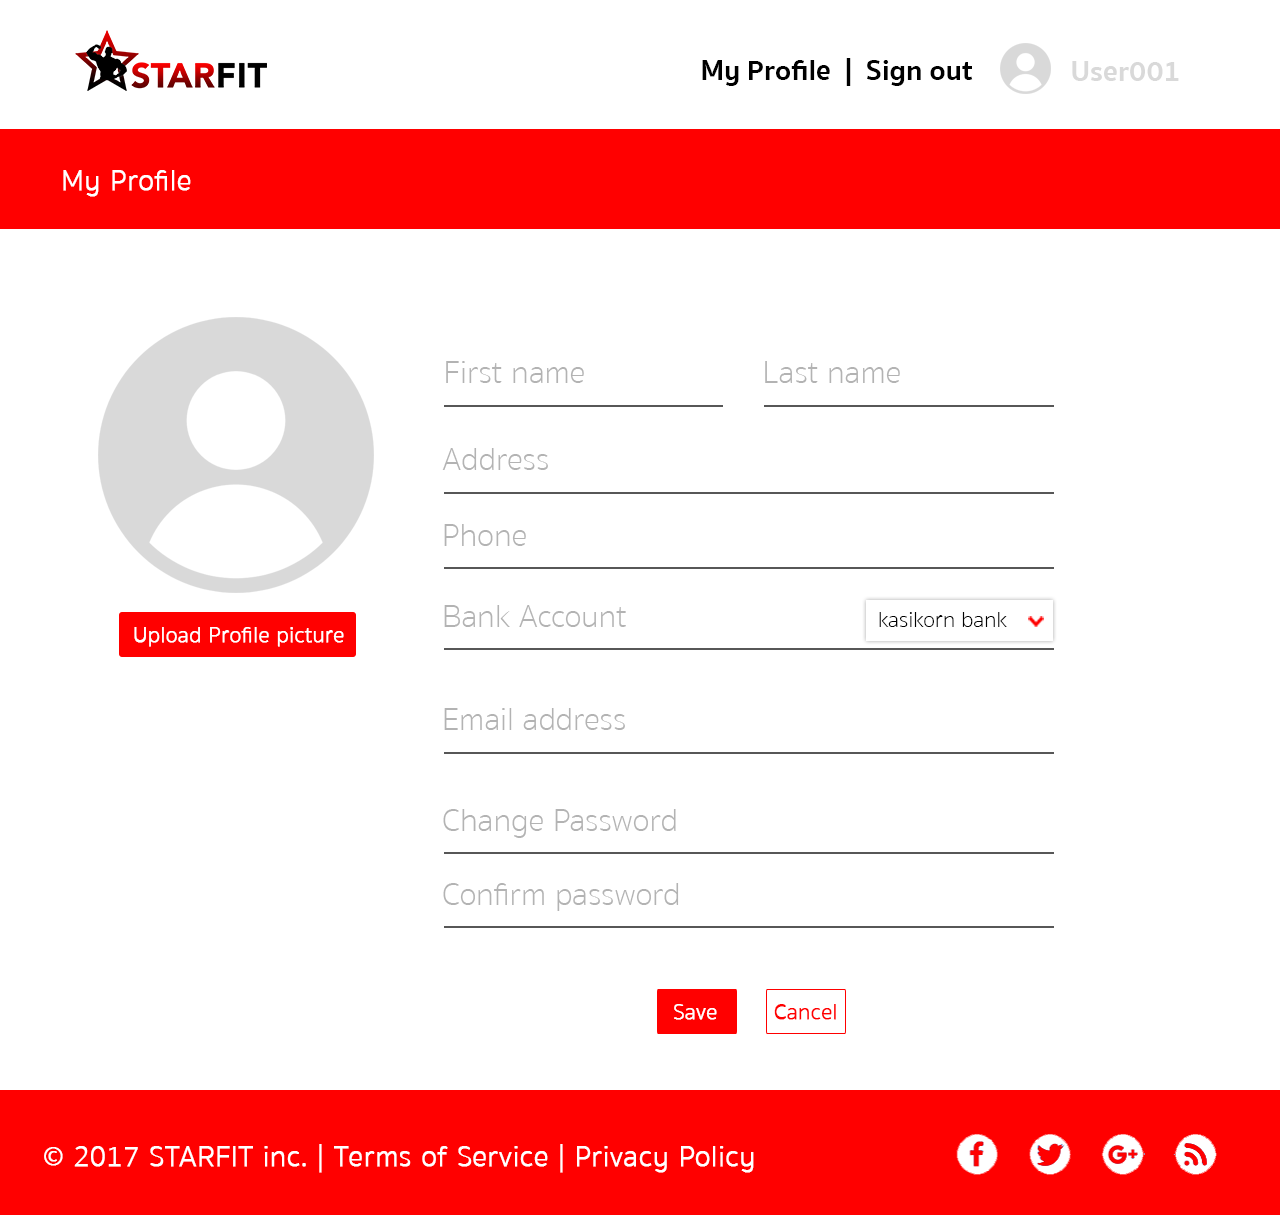 STARFIT
My Profile | Sign out User001
My Profile
First name Last name
Address
Phone
Bank Account kasikorn bank
Upload Profile picture
Email address
Change Password
Confirm password
Save Cancel
© 2017 STARFIT inc. | Terms of Service | Privacy Policy